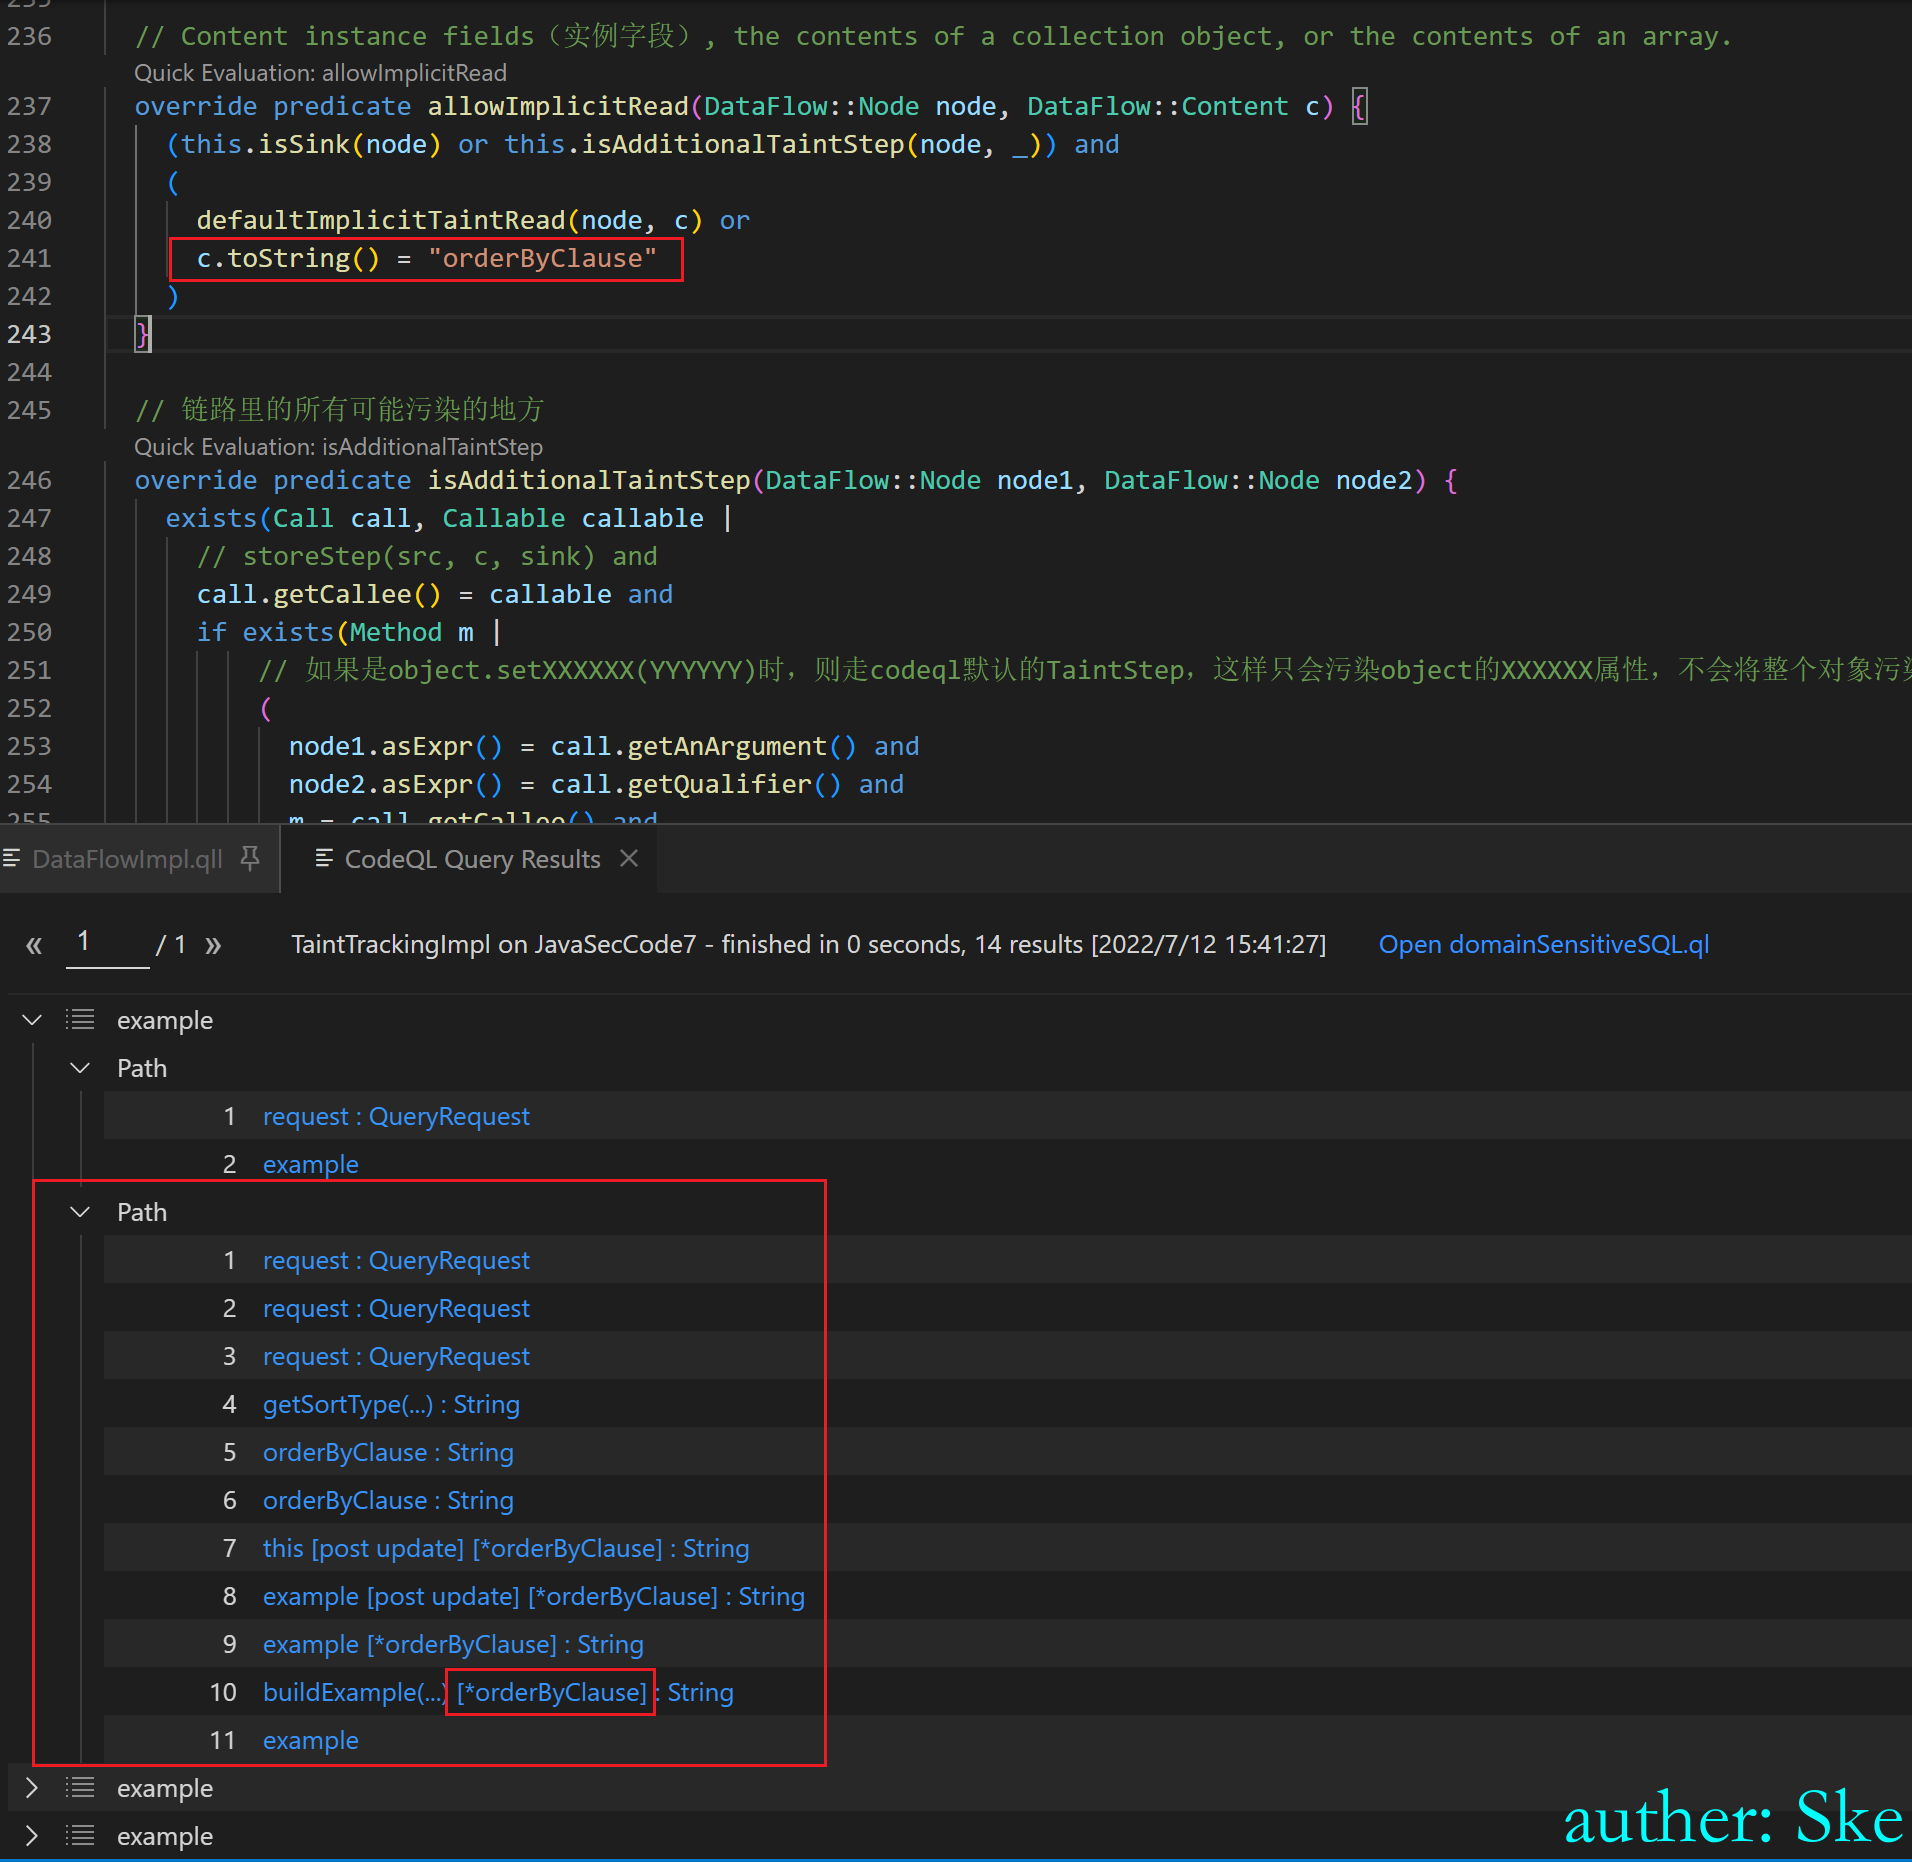 236 // Content instance fields（实例字段）, the contents of a collection object, or the contents of an array.
Quick Evaluation: allowImplicitRead
237 override predicate allowImplicitRead(DataFlow::Node node, DataFlow::Content c) {
238 (this.isSink(node) or this.isAdditionalTaintStep(node, _)) and
239 (
240 defaultImplicitTaintRead(node, c) or
241 c.toString() = "orderByClause"
242 )
243 }
244
245 // 链路里的所有可能污染的地方
Quick Evaluation: isAdditionalTaintStep
246 override predicate isAdditionalTaintStep(DataFlow::Node node1, DataFlow::Node node2) {
247 exists(Call call, Callable callable |
248 // storeStep(src, c, sink) and
249 call.getCallee() = callable and
250 if exists(Method m |
251 // 如果是object.setXXXXXX(YYYYYY)时，则走codeql默认的TaintStep，这样只会污染object的XXXXXX属性，不会将整个对象污染
252 (
253 node1.asExpr() = call.getAnArgument() and
254 node2.asExpr() = call.getQualifier() and
255 m = call.getCallee() and
DataFlowImpl.qll CodeQL Query Results
« 1 / 1 » TaintTrackingImpl on JavaSecCode7 - finished in 0 seconds, 14 results [2022/7/12 15:41:27] Open domainSensitiveSQL.ql
example
Path
1 request : QueryRequest
2 example
Path
1 request : QueryRequest
2 request : QueryRequest
3 request : QueryRequest
4 getSortType(...) : String
5 orderByClause : String
6 orderByClause : String
7 this [post update] [*orderByClause] : String
8 example [post update] [*orderByClause] : String
9 example [*orderByClause] : String
10 buildExample(...) [*orderByClause] : String
11 example
example
example
auther: Ske